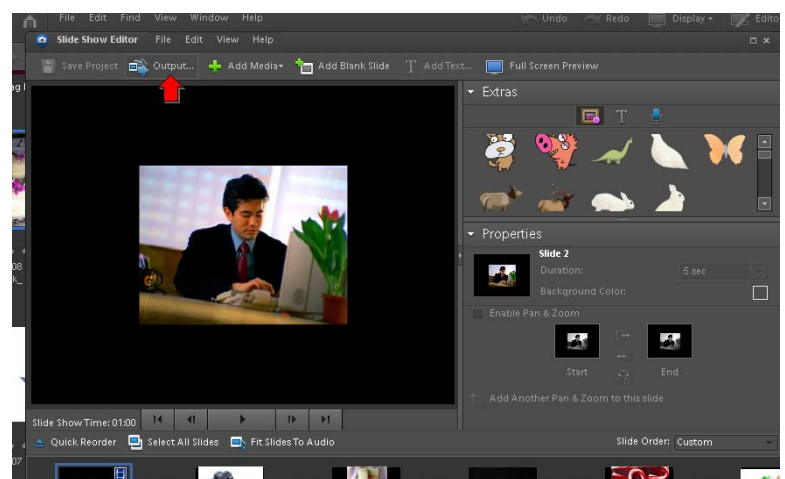 File Edit Find View Window Help Undo Redo Display
Slide Show Editor File Edit View Help
Save Project Output... Add Media Add Blank Slide Add Text... Full Screen Preview
Extras
T
Properties
Slide 2
Duration: 5 sec
Background Color:
Enable Pan & Zoom
Start End
Add Another Pan & Zoom to this slide
Slide Show Time: 01:00
Quick Reorder Select All Slides Fit Slides To Audio Slide Order: Custom